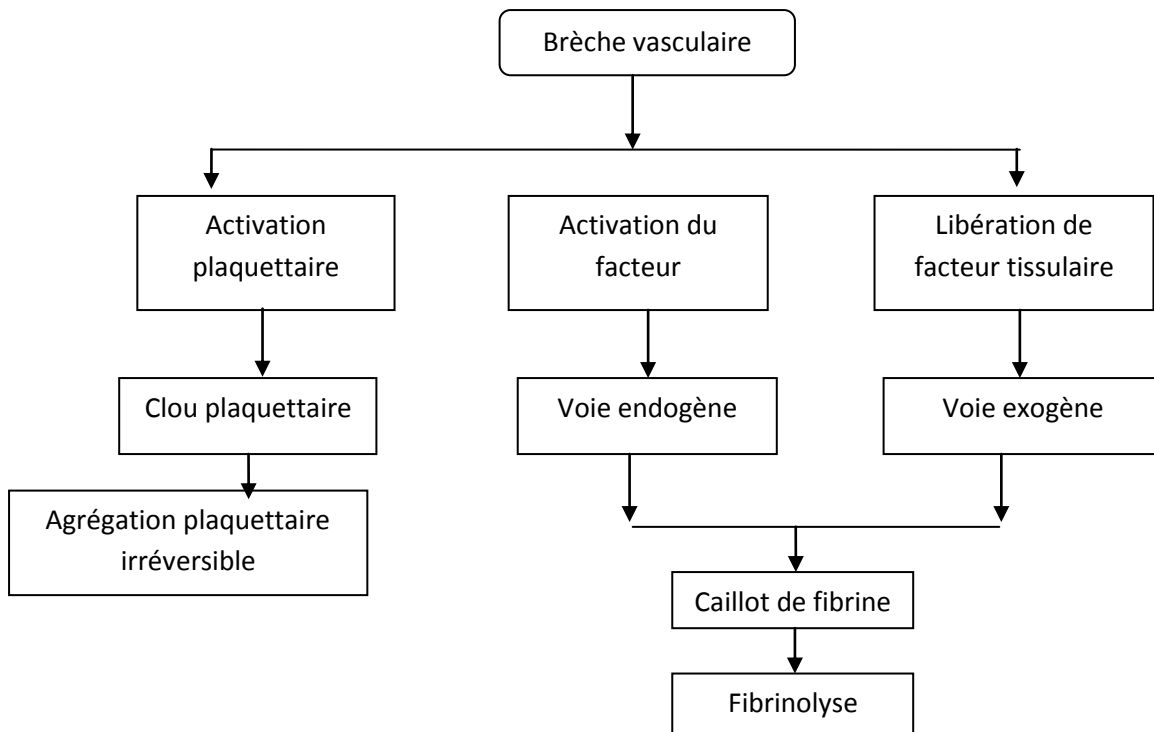 Brèche vasculaire
Activation
plaquettaire
Activation du
facteur
Libération de
facteur tissulaire
Clou plaquettaire
Voie endogène
Voie exogène
Agrégation plaquettaire
irréversible
Caillot de fibrine
Fibrinolyse